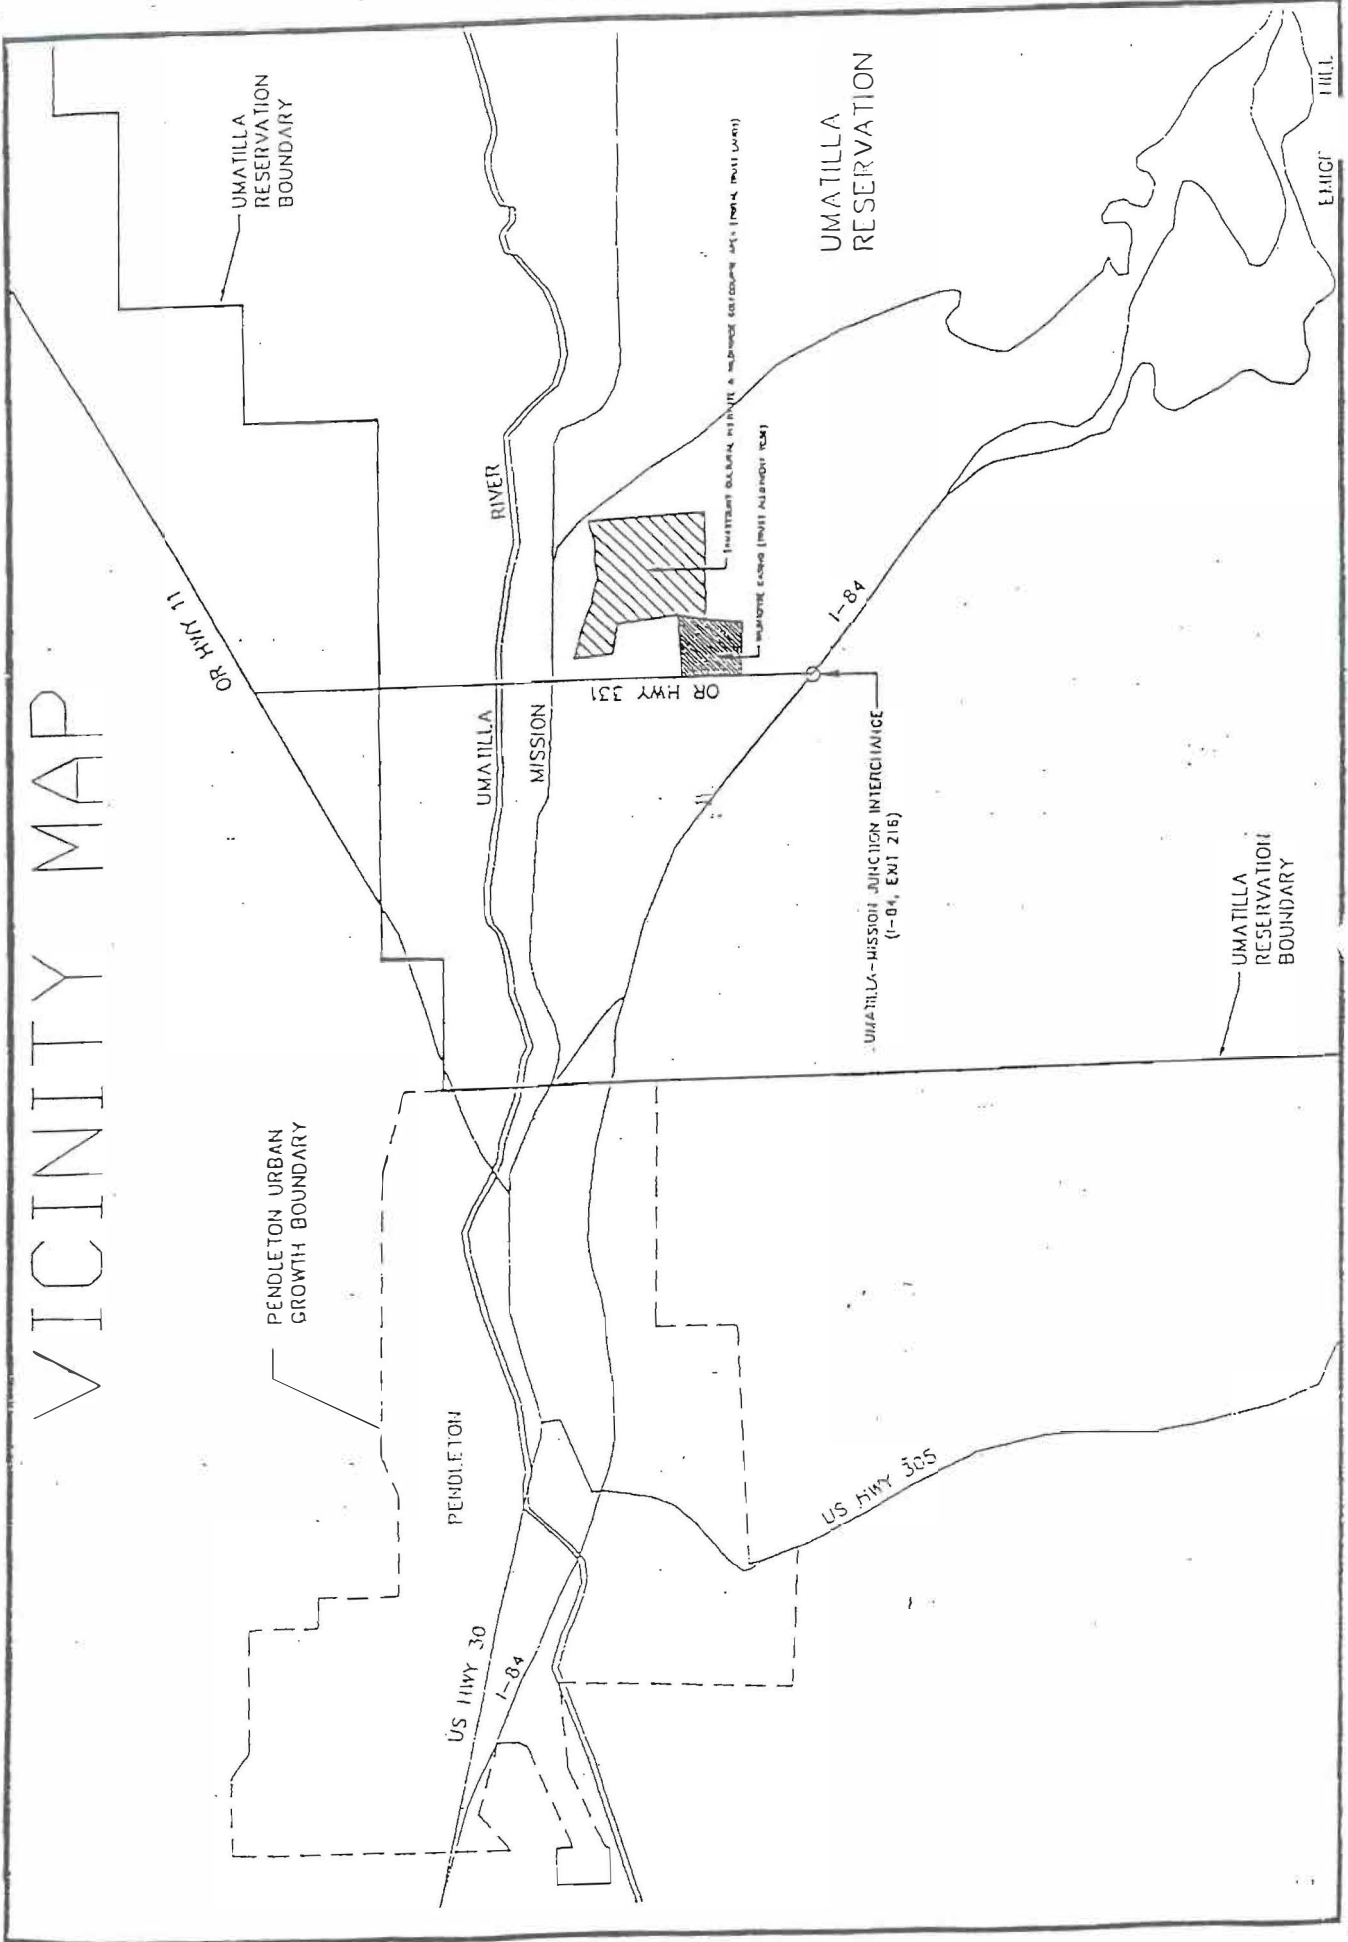 VICINITY MAP
UMATILLA
RESERVATION
BOUNDARY
OR HWY 11
PENDLETON URBAN
GROWTH BOUNDARY
PENDLETON
UMATILLA
RIVER
MISSION
OR HWY 331
UMATILLA
RESERVATION
I-84
UMATILLA-MISSION JUNCTION INTERCHANGE
(I-84, EXIT 216)
US HWY 30
I-84
US HWY 305
UMATILLA
RESERVATION
BOUNDARY
HILL